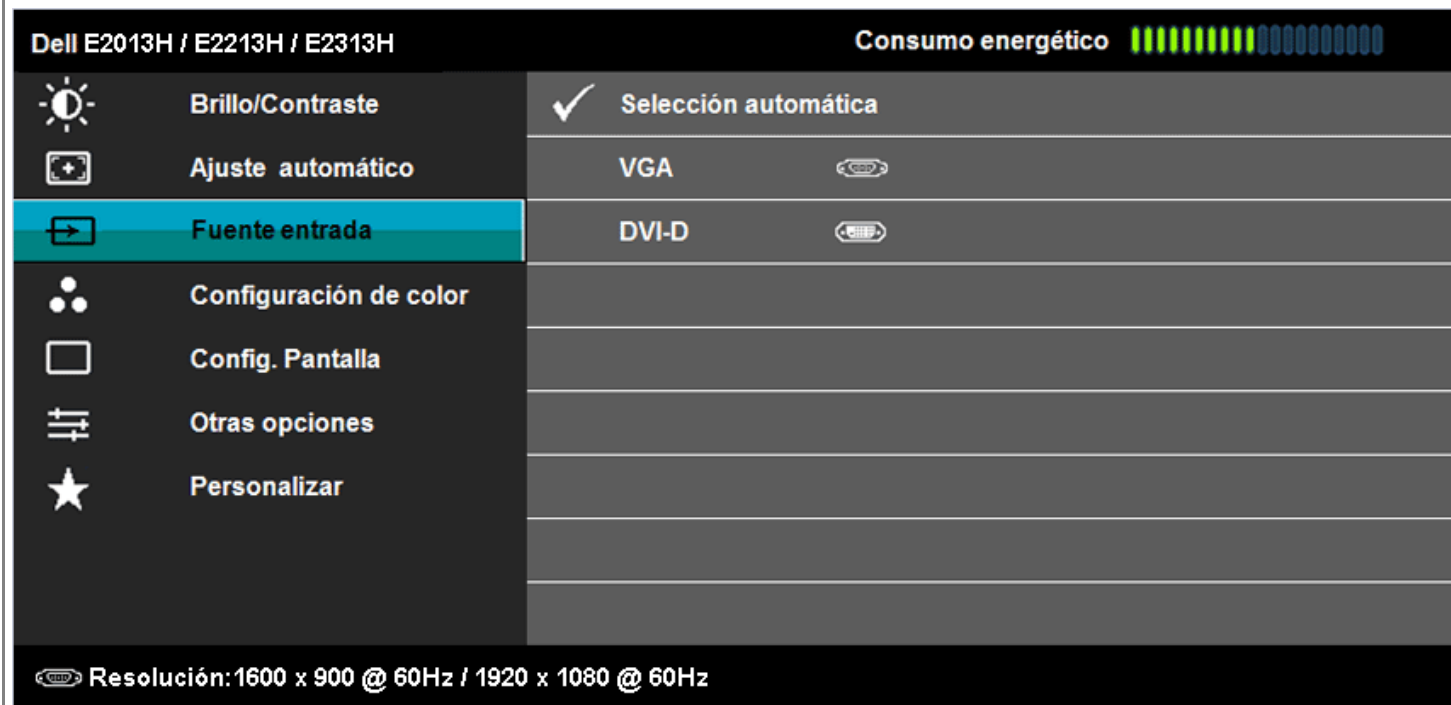 Dell E2013H / E2213H / E2313H
Consumo energético
Brillo/Contraste
Ajuste automático
Fuente entrada
Configuración de color
Config. Pantalla
Otras opciones
Personalizar
Selección automática
VGA
DVI-D
Resolución:1600 x 900 @ 60Hz / 1920 x 1080 @ 60Hz